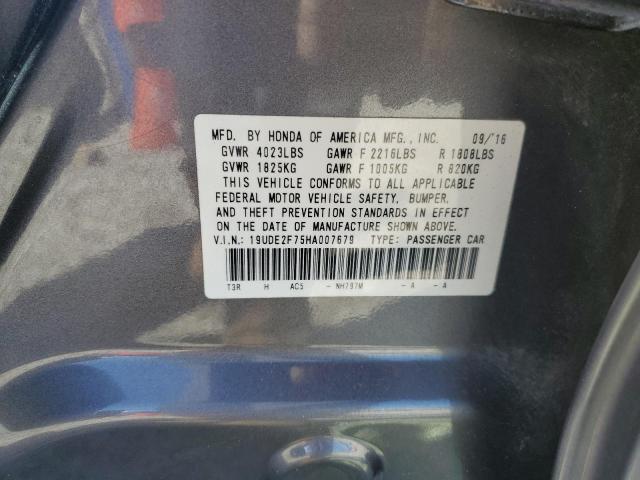 MFD. BY HONDA OF AMERICA MFG., INC. 09/'16
GVWR 4023LBS GAWR F 2216LBS R 1808LBS
GVWR 1825KG GAWR F 1005KG R 820KG
THIS VEHICLE CONFORMS TO ALL APPLICABLE
FEDERAL MOTOR VEHICLE SAFETY, BUMPER,
AND THEFT PREVENTION STANDARDS IN EFFECT
ON THE DATE OF MANUFACTURE SHOWN ABOVE.
V.I.N.: 19UDE2F75HA007679 TYPE: PASSENGER CAR
T3R H AC5 - NH797M - A - A